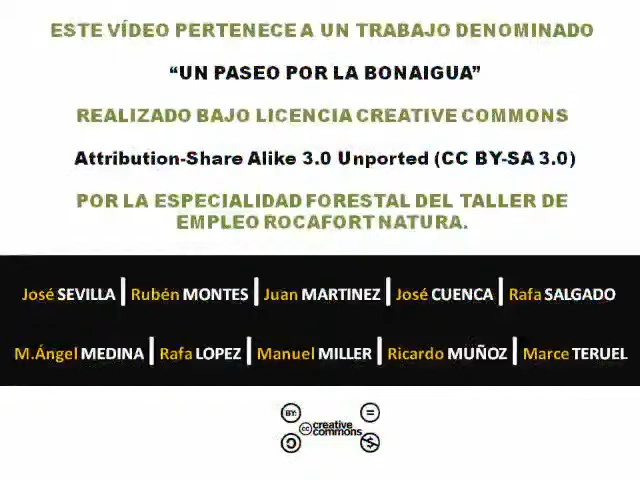 ESTE VÍDEO PERTENECE A UN TRABAJO DENOMINADO
“UN PASEO POR LA BONAIGUA”
REALIZADO BAJO LICENCIA CREATIVE COMMONS
Attribution-Share Alike 3.0 Unported (CC BY-SA 3.0)
POR LA ESPECIALIDAD FORESTAL DEL TALLER DE
EMPLEO ROCAFORT NATURA.
José SEVILLA | Rubén MONTES | Juan MARTINEZ | José CUENCA | Rafa SALGADO
M.Ángel MEDINA | Rafa LOPEZ | Manuel MILLER | Ricardo MUÑOZ | Marce TERUEL
BY: =
cc creative
commons
$